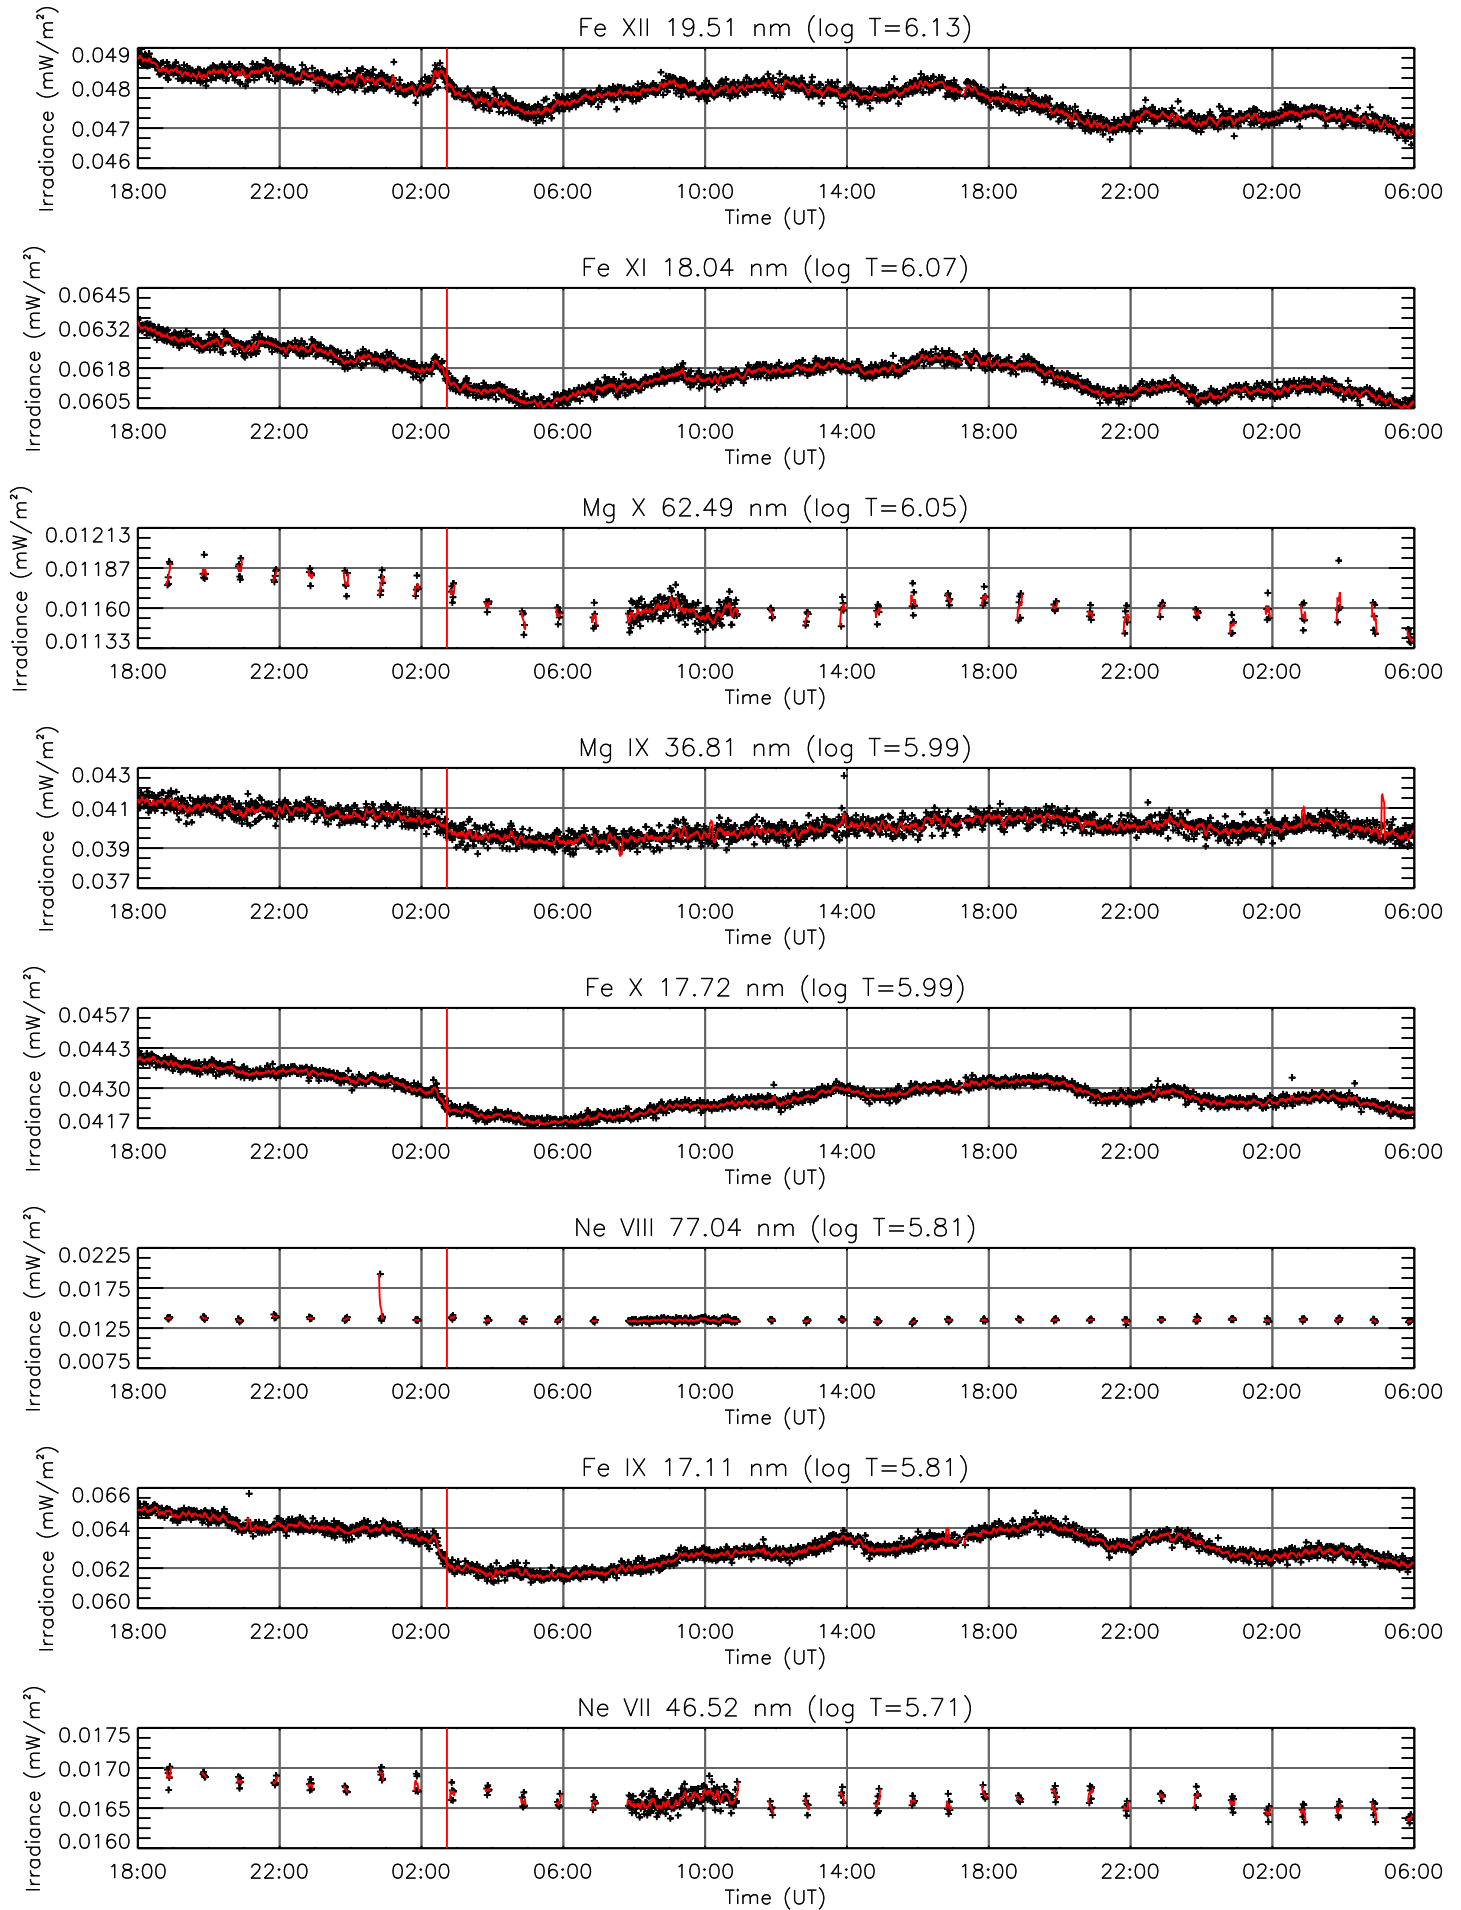 Fe XII 19.51 nm (log T=6.13)
Irradiance (mW/m²)
0.049
0.048
0.047
0.046
18:00 22:00 02:00 06:00 10:00 14:00 18:00 22:00 02:00 06:00
Time (UT)
Fe XI 18.04 nm (log T=6.07)
Irradiance (mW/m²)
0.0645
0.0632
0.0618
0.0605
18:00 22:00 02:00 06:00 10:00 14:00 18:00 22:00 02:00 06:00
Time (UT)
Mg X 62.49 nm (log T=6.05)
Irradiance (mW/m²)
0.01213
0.01187
0.01160
0.01133
18:00 22:00 02:00 06:00 10:00 14:00 18:00 22:00 02:00 06:00
Time (UT)
Mg IX 36.81 nm (log T=5.99)
Irradiance (mW/m²)
0.043
0.041
0.039
0.037
18:00 22:00 02:00 06:00 10:00 14:00 18:00 22:00 02:00 06:00
Time (UT)
Fe X 17.72 nm (log T=5.99)
Irradiance (mW/m²)
0.0457
0.0443
0.0430
0.0417
18:00 22:00 02:00 06:00 10:00 14:00 18:00 22:00 02:00 06:00
Time (UT)
Ne VIII 77.04 nm (log T=5.81)
Irradiance (mW/m²)
0.0225
0.0175
0.0125
0.0075
18:00 22:00 02:00 06:00 10:00 14:00 18:00 22:00 02:00 06:00
Time (UT)
Fe IX 17.11 nm (log T=5.81)
Irradiance (mW/m²)
0.066
0.064
0.062
0.060
18:00 22:00 02:00 06:00 10:00 14:00 18:00 22:00 02:00 06:00
Time (UT)
Ne VII 46.52 nm (log T=5.71)
Irradiance (mW/m²)
0.0175
0.0170
0.0165
0.0160
18:00 22:00 02:00 06:00 10:00 14:00 18:00 22:00 02:00 06:00
Time (UT)